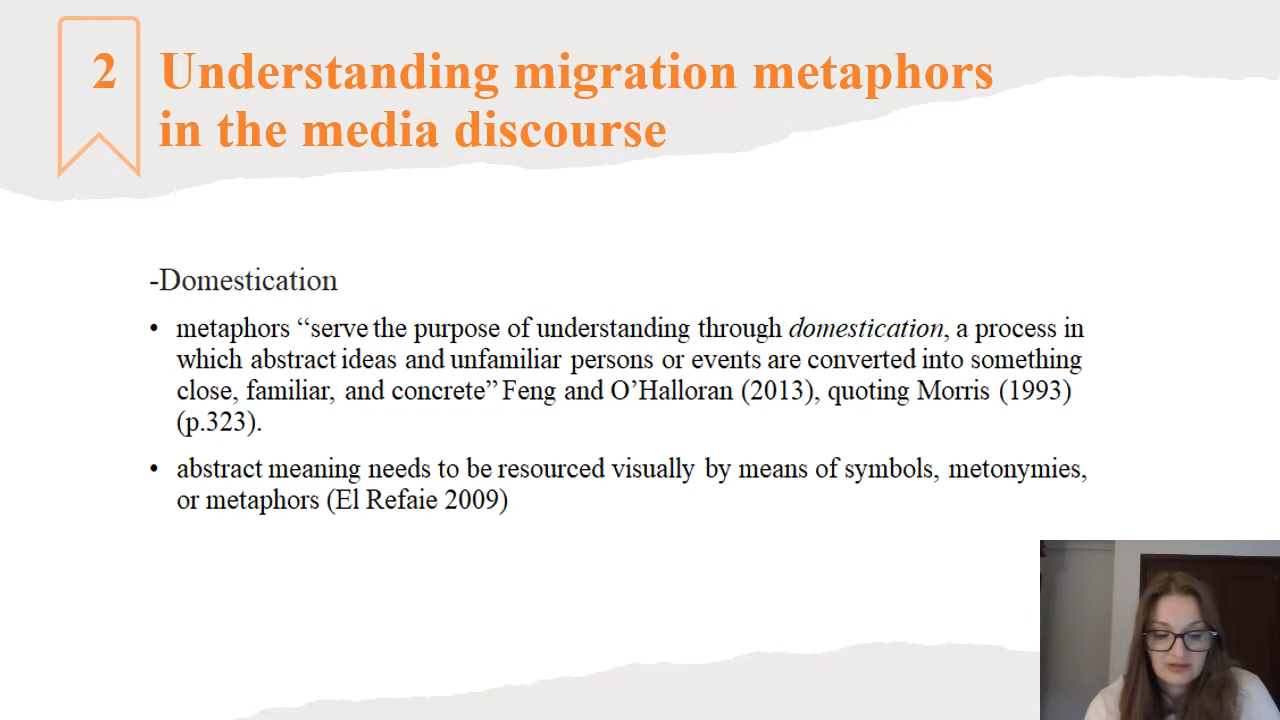 2 Understanding migration metaphors
in the media discourse
-Domestication
• metaphors “serve the purpose of understanding through domestication, a process in
which abstract ideas and unfamiliar persons or events are converted into something
close, familiar, and concrete” Feng and O’Halloran (2013), quoting Morris (1993)
(p.323).
• abstract meaning needs to be resourced visually by means of symbols, metonymies,
or metaphors (El Refaie 2009)